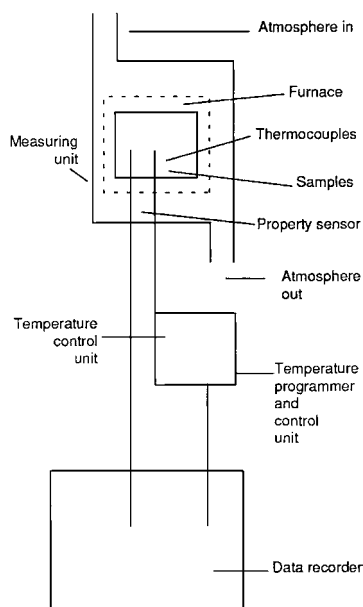 Atmosphere in
Furnace
Thermocouples
Measuring
unit
Samples
Property sensor
Atmosphere
out
Temperature
control
unit
Temperature
programmer
and
control
unit
Data recorder